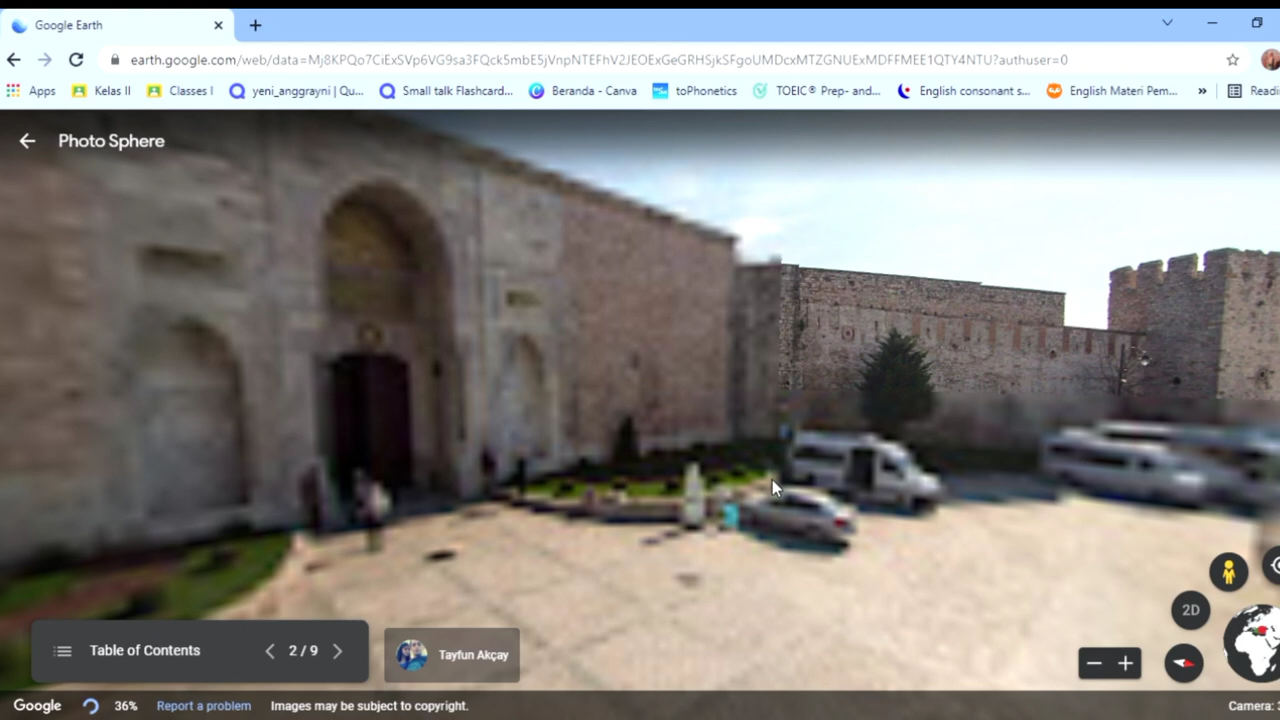 Google Earth
earth.google.com/web/data=Mj8KPQo7CiExSVp6VG9sa3FQck5mbE5jVnpNTEFhV2JEOExGeGRHSjkSFgoUMDcxMTZGNUExMDFFMEE1QTY4NTU?authuser=0
Apps Kelas II Classes I yeni_anggrayni | Qu... Small talk Flashcard... Beranda - Canva toPhonetics TOEIC® Prep- and... English consonant s... English Materi Pem... » Readi
Photo Sphere
2D
Table of Contents 2 / 9 Tayfun Akçay
Google 36% Report a problem Images may be subject to copyright. Camera: